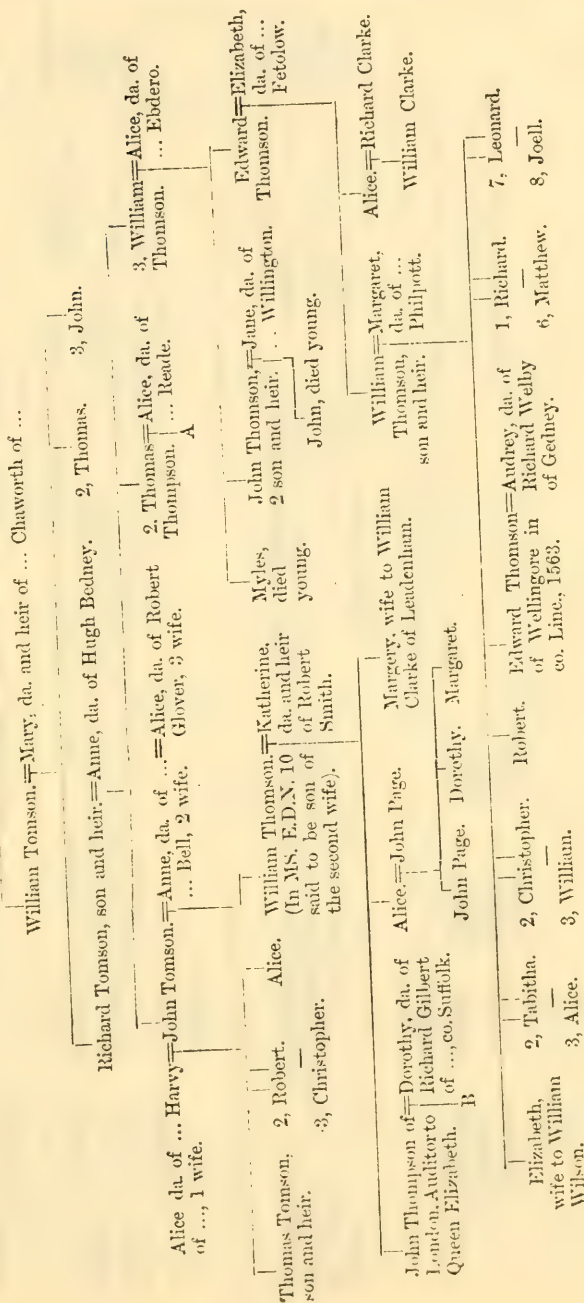 William Tomson.=Mary, da. and heir of ... Chaworth of ...
Richard Tomson, son and heir.=Anne, da. of Hugh Bedney.
2, Thomas.
3, John.
Alice da. of ... Harvy=John Tomson.=Anne, da. of ...=Alice, da. of Robert
of ..., 1 wife.
... Bell, 2 wife.
Glover, 3 wife.
2. Thomas=Alice, da. of
Thompson.
... Reade.
A
3, William=Alice, da. of
Thomson.
... Ebdero.
Thomas Tomson,
son and heir.
2, Robert.
3, Christopher.
Alice.
William Thomson.=Katherine,
(In MS. E.D.N. 10
da. and heir
said to be son of
of Robert
the second wife).
Smith.
Myles,
died
young.
John Thomson,=Jane, da. of
2 son and heir.
... Willington.
John, died young.
Edward=Elizabeth,
Thomson.
da. of ...
Fetolow.
John Thompson of=Dorothy, da. of
London, Auditor to
Richard Gilbert
Queen Elizabeth.
of ..., co. Suffolk.
B
Alice.=John Page.
John Page.
Dorothy.
Margaret.
Margery, wife to William
Clarke of Leadenham.
William=Margaret,
Thomson,
da. of ...
son and heir.
Philpott.
Alice.=Richard Clarke.
William Clarke.
Elizabeth,
wife to William
Wilson.
2, Tabitha.
3, Alice.
2, Christopher.
3, William.
Robert.
Edward Thomson=Audrey, da. of
of Wellingore in
Richard Welby
co. Linc., 1563.
of Gedney.
1, Richard.
6, Matthew.
7, Leonard.
8, Joell.